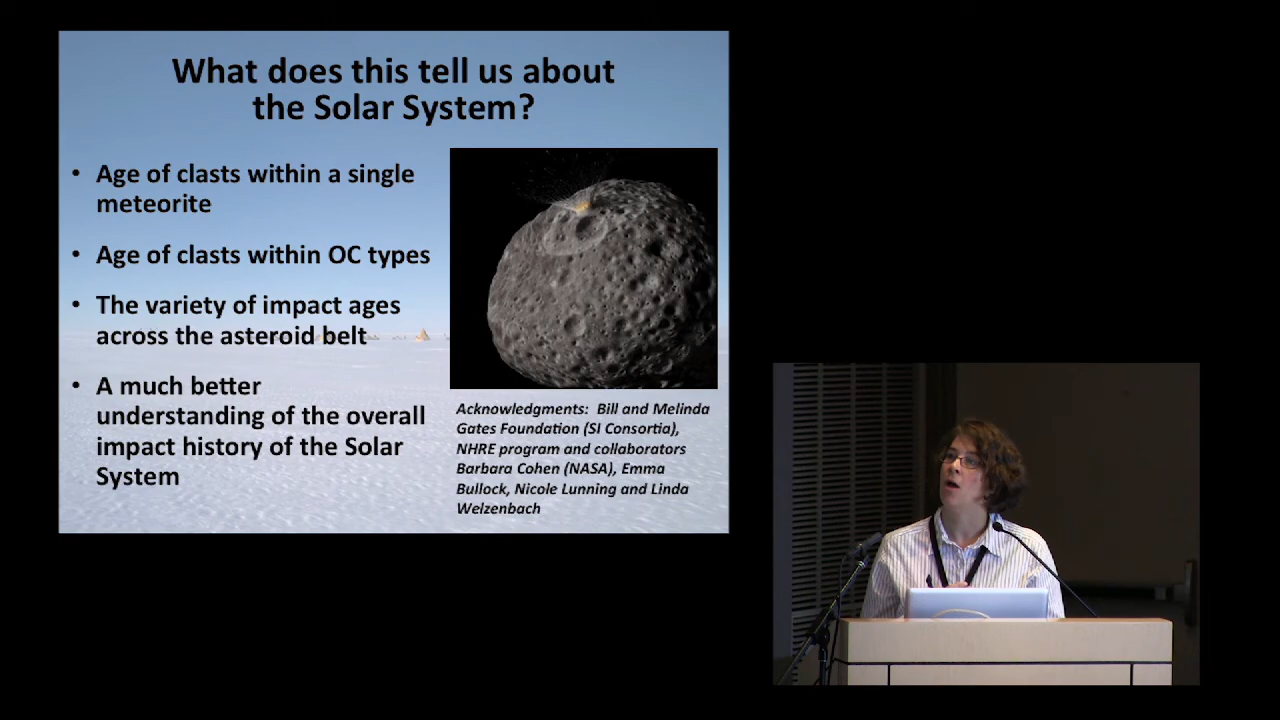 What does this tell us about
the Solar System?
• Age of clasts within a single
meteorite
• Age of clasts within OC types
• The variety of impact ages
across the asteroid belt
• A much better
understanding of the overall
impact history of the Solar
System
Acknowledgments: Bill and Melinda
Gates Foundation (SI Consortia),
NHRE program and collaborators
Barbara Cohen (NASA), Emma
Bullock, Nicole Lunning and Linda
Welzenbach